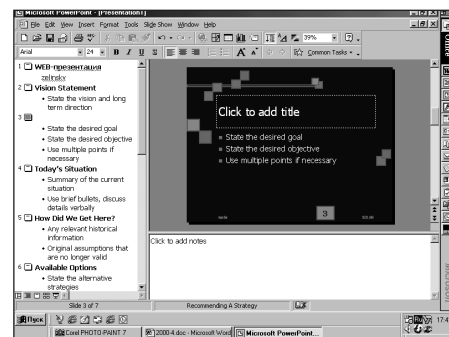 Microsoft PowerPoint - [Presentation1]
File Edit View Insert Format Tools Slide Show Window Help
39%
Arial 24 B I U S Common Tasks
1 WEB-презентация
zelinsky
2 Vision Statement
• State the vision and long
term direction
3
• State the desired goal
• State the desired objective
• Use multiple points if
necessary
4 Today's Situation
• Summary of the current
situation
• Use brief bullets, discuss
details verbally
5 How Did We Get Here?
• Any relevant historical
information
• Original assumptions that
are no longer valid
6 Available Options
• State the alternative
strategies
Click to add title
State the desired goal
State the desired objective
Use multiple points if necessary
3
Click to add notes
Slide 3 of 7 Recommending A Strategy
Пуск
17:4
Corel PHOTO-PAINT 7 2000-4.doc - Microsoft Word Microsoft PowerPoint...